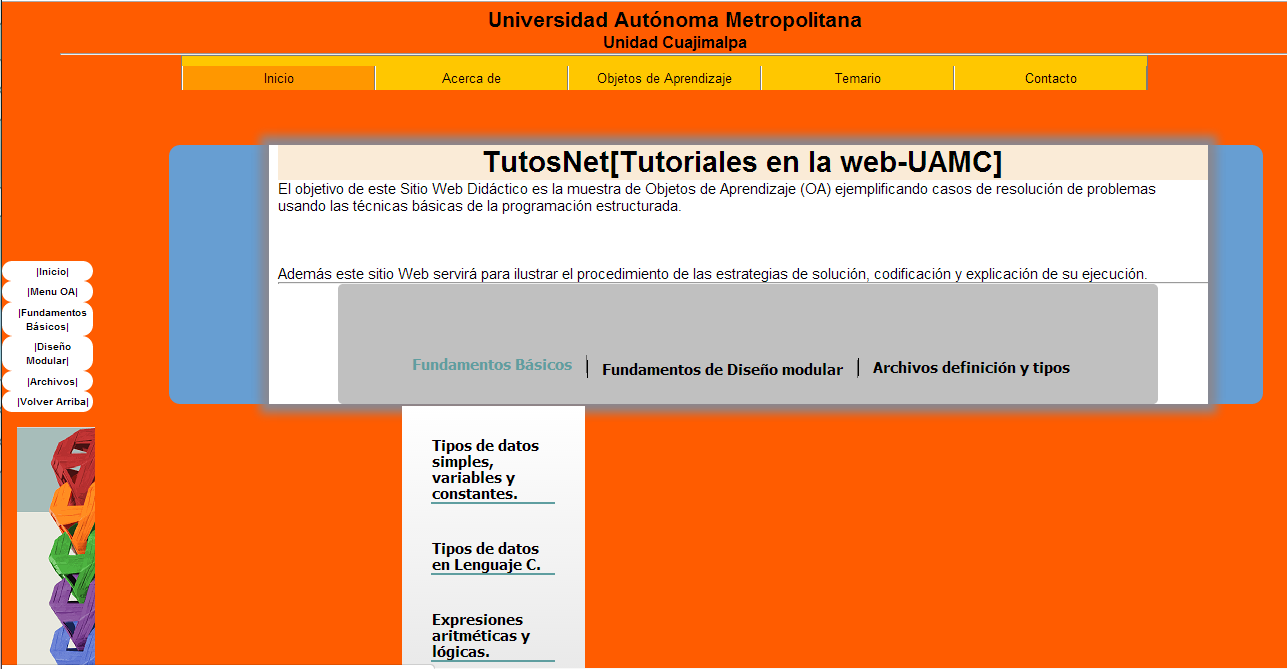 Universidad Autónoma Metropolitana
Unidad Cuajimalpa
Inicio
Acerca de
Objetos de Aprendizaje
Temario
Contacto
TutosNet[Tutoriales en la web-UAMC]
El objetivo de este Sitio Web Didáctico es la muestra de Objetos de Aprendizaje (OA) ejemplificando casos de resolución de problemas
usando las técnicas básicas de la programación estructurada.
Además este sitio Web servirá para ilustrar el procedimiento de las estrategias de solución, codificación y explicación de su ejecución.
|Inicio|
|Menu OA|
|Fundamentos
Básicos|
|Diseño
Modular|
|Archivos|
|Volver Arriba|
Fundamentos Básicos
Fundamentos de Diseño modular
Archivos definición y tipos
Tipos de datos
simples,
variables y
constantes.
Tipos de datos
en Lenguaje C.
Expresiones
aritméticas y
lógicas.